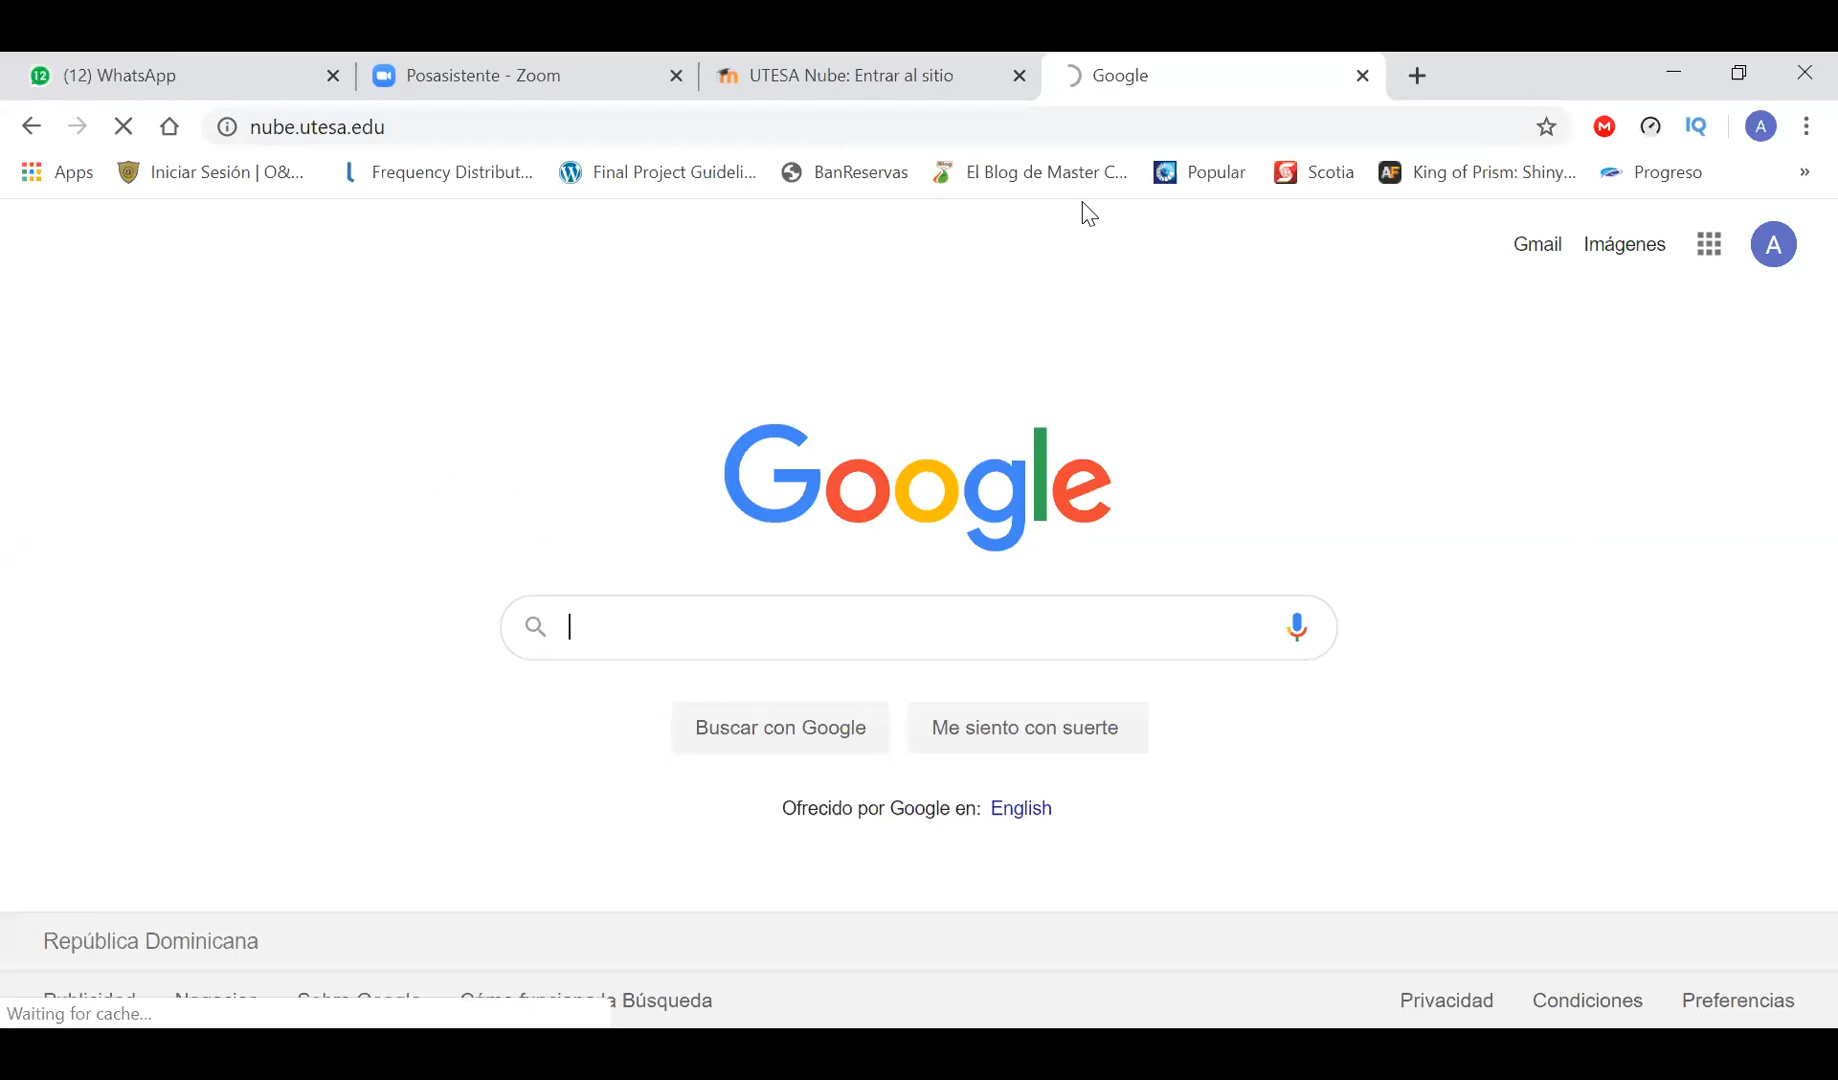 12 (12) WhatsApp Posasistente - Zoom UTESA Nube: Entrar al sitio Google
nube.utesa.edu M IQ A
Apps Iniciar Sesión | O&... Frequency Distribut... Final Project Guideli... BanReservas El Blog de Master C... Popular Scotia AF King of Prism: Shiny... Progreso »
Gmail Imágenes A
Google
Buscar con Google Me siento con suerte
Ofrecido por Google en: English
República Dominicana
Publicidad Negocios Sobre Google Cómo funciona la Búsqueda Privacidad Condiciones Preferencias
Waiting for cache...